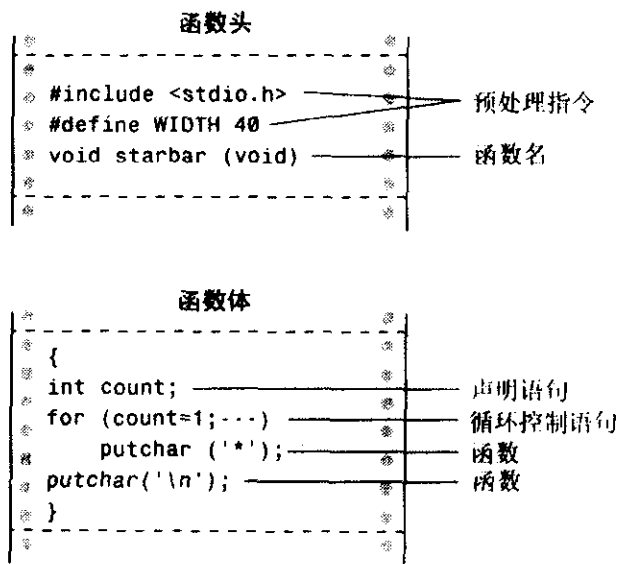 函数头
#include <stdio.h>
预处理指令
#define WIDTH 40
void starbar (void)
函数名
函数体
{
int count;
声明语句
for (count=1;---)
循环控制语句
putchar ('*');
函数
putchar('\n');
函数
}